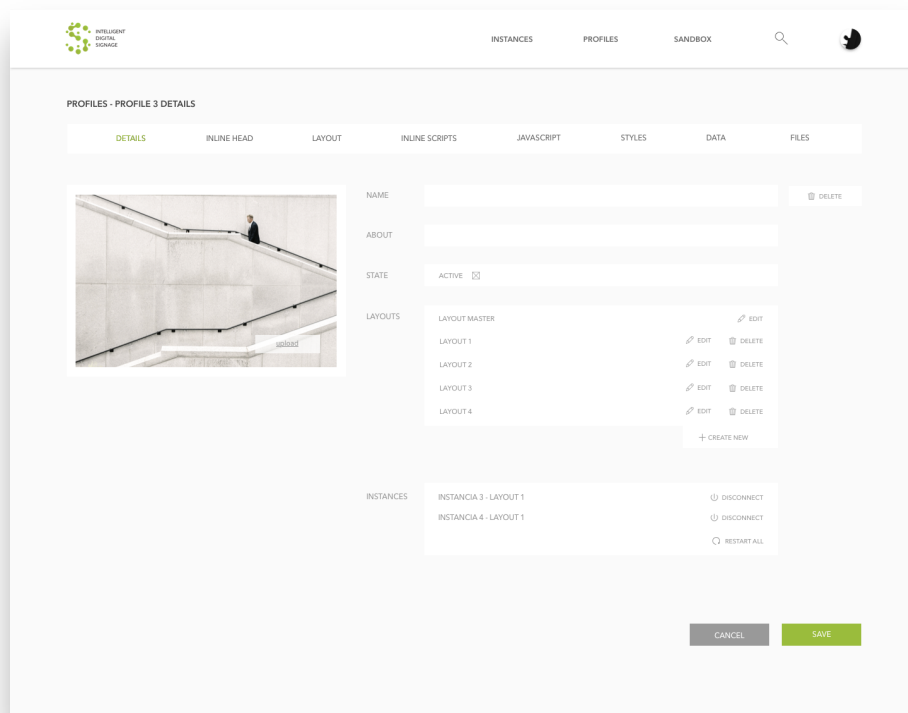 INTELLIGENT
DIGITAL
SIGNAGE
INSTANCES PROFILES SANDBOX
PROFILES - PROFILE 3 DETAILS
DETAILS INLINE HEAD LAYOUT INLINE SCRIPTS JAVASCRIPT STYLES DATA FILES
NAME DELETE
ABOUT
STATE ACTIVE
upload
LAYOUTS LAYOUT MASTER EDIT
LAYOUT 1 EDIT DELETE
LAYOUT 2 EDIT DELETE
LAYOUT 3 EDIT DELETE
LAYOUT 4 EDIT DELETE
CREATE NEW
INSTANCES INSTANCIA 3 - LAYOUT 1 DISCONNECT
INSTANCIA 4 - LAYOUT 1 DISCONNECT
RESTART ALL
CANCEL SAVE